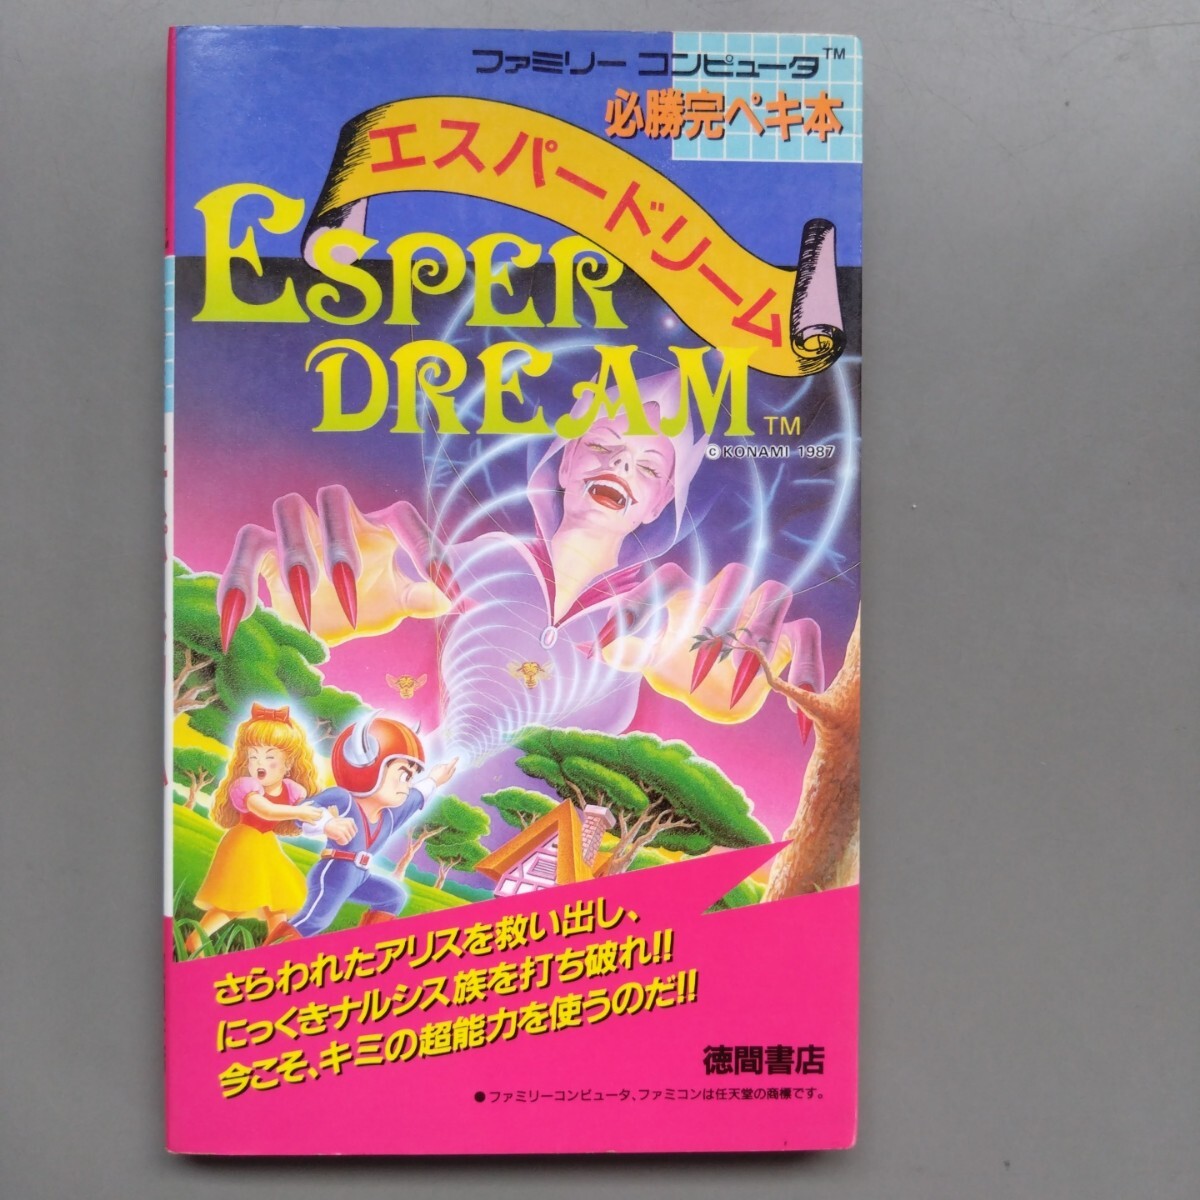 ファミリー コンピュータ™
必勝完ペキ本
エスパードリーム
ESPER
DREAM™
© KONAMI 1987
さらわれたアリスを救い出し、
にっくきナルシス族を打ち破れ!!
今こそ、キミの超能力を使うのだ!!
徳間書店
●ファミリーコンピュータ、ファミコンは任天堂の商標です。